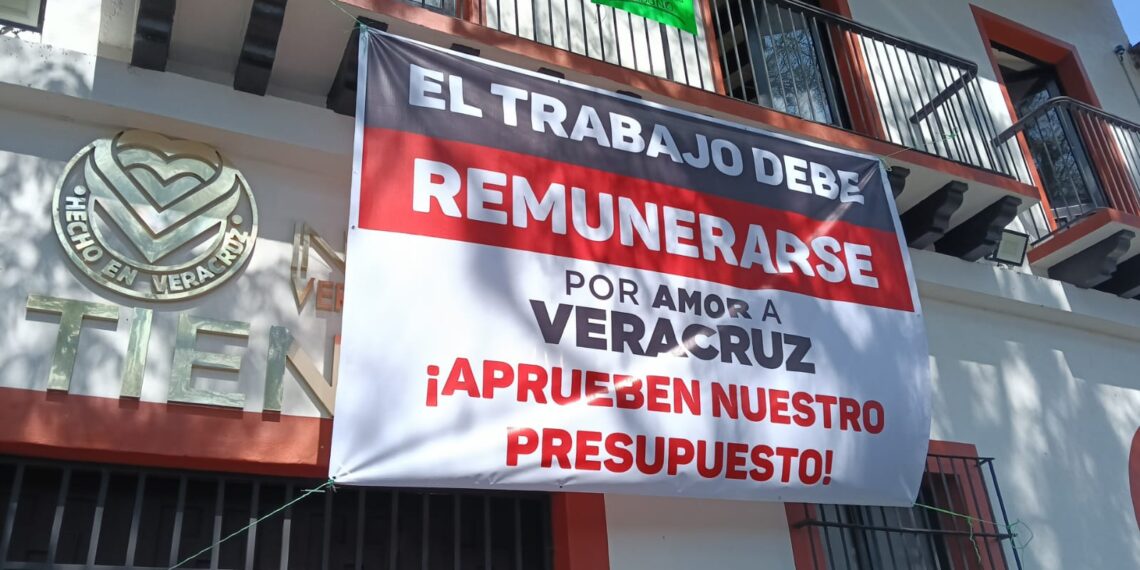 EL TRABAJO DEBE
REMUNERARSE
POR AMOR A
VERACRUZ
¡APRUEBEN NUESTRO
PRESUPUESTO!
·HECHO EN VERACRUZ·
TIEN